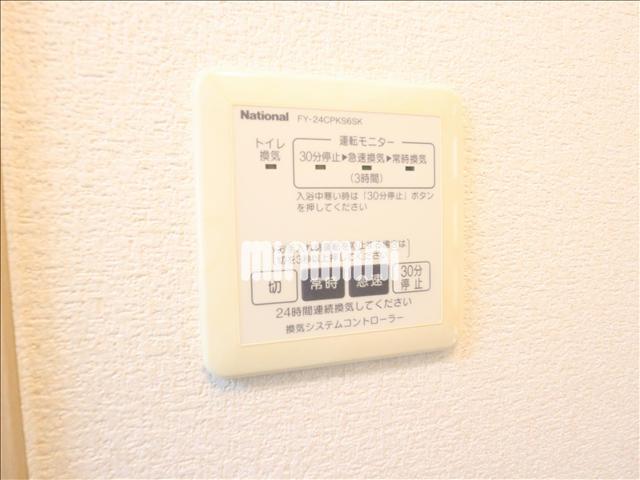 National FY-24CPKS6SK
トイレ
換気
運転モニター
30分停止▶急速換気▶常時換気
(3時間)
入浴中寒い時は「30分停止」ボタン
を押してください
切 常時 急速 30分
停止
24時間連続換気してください
換気システムコントローラー